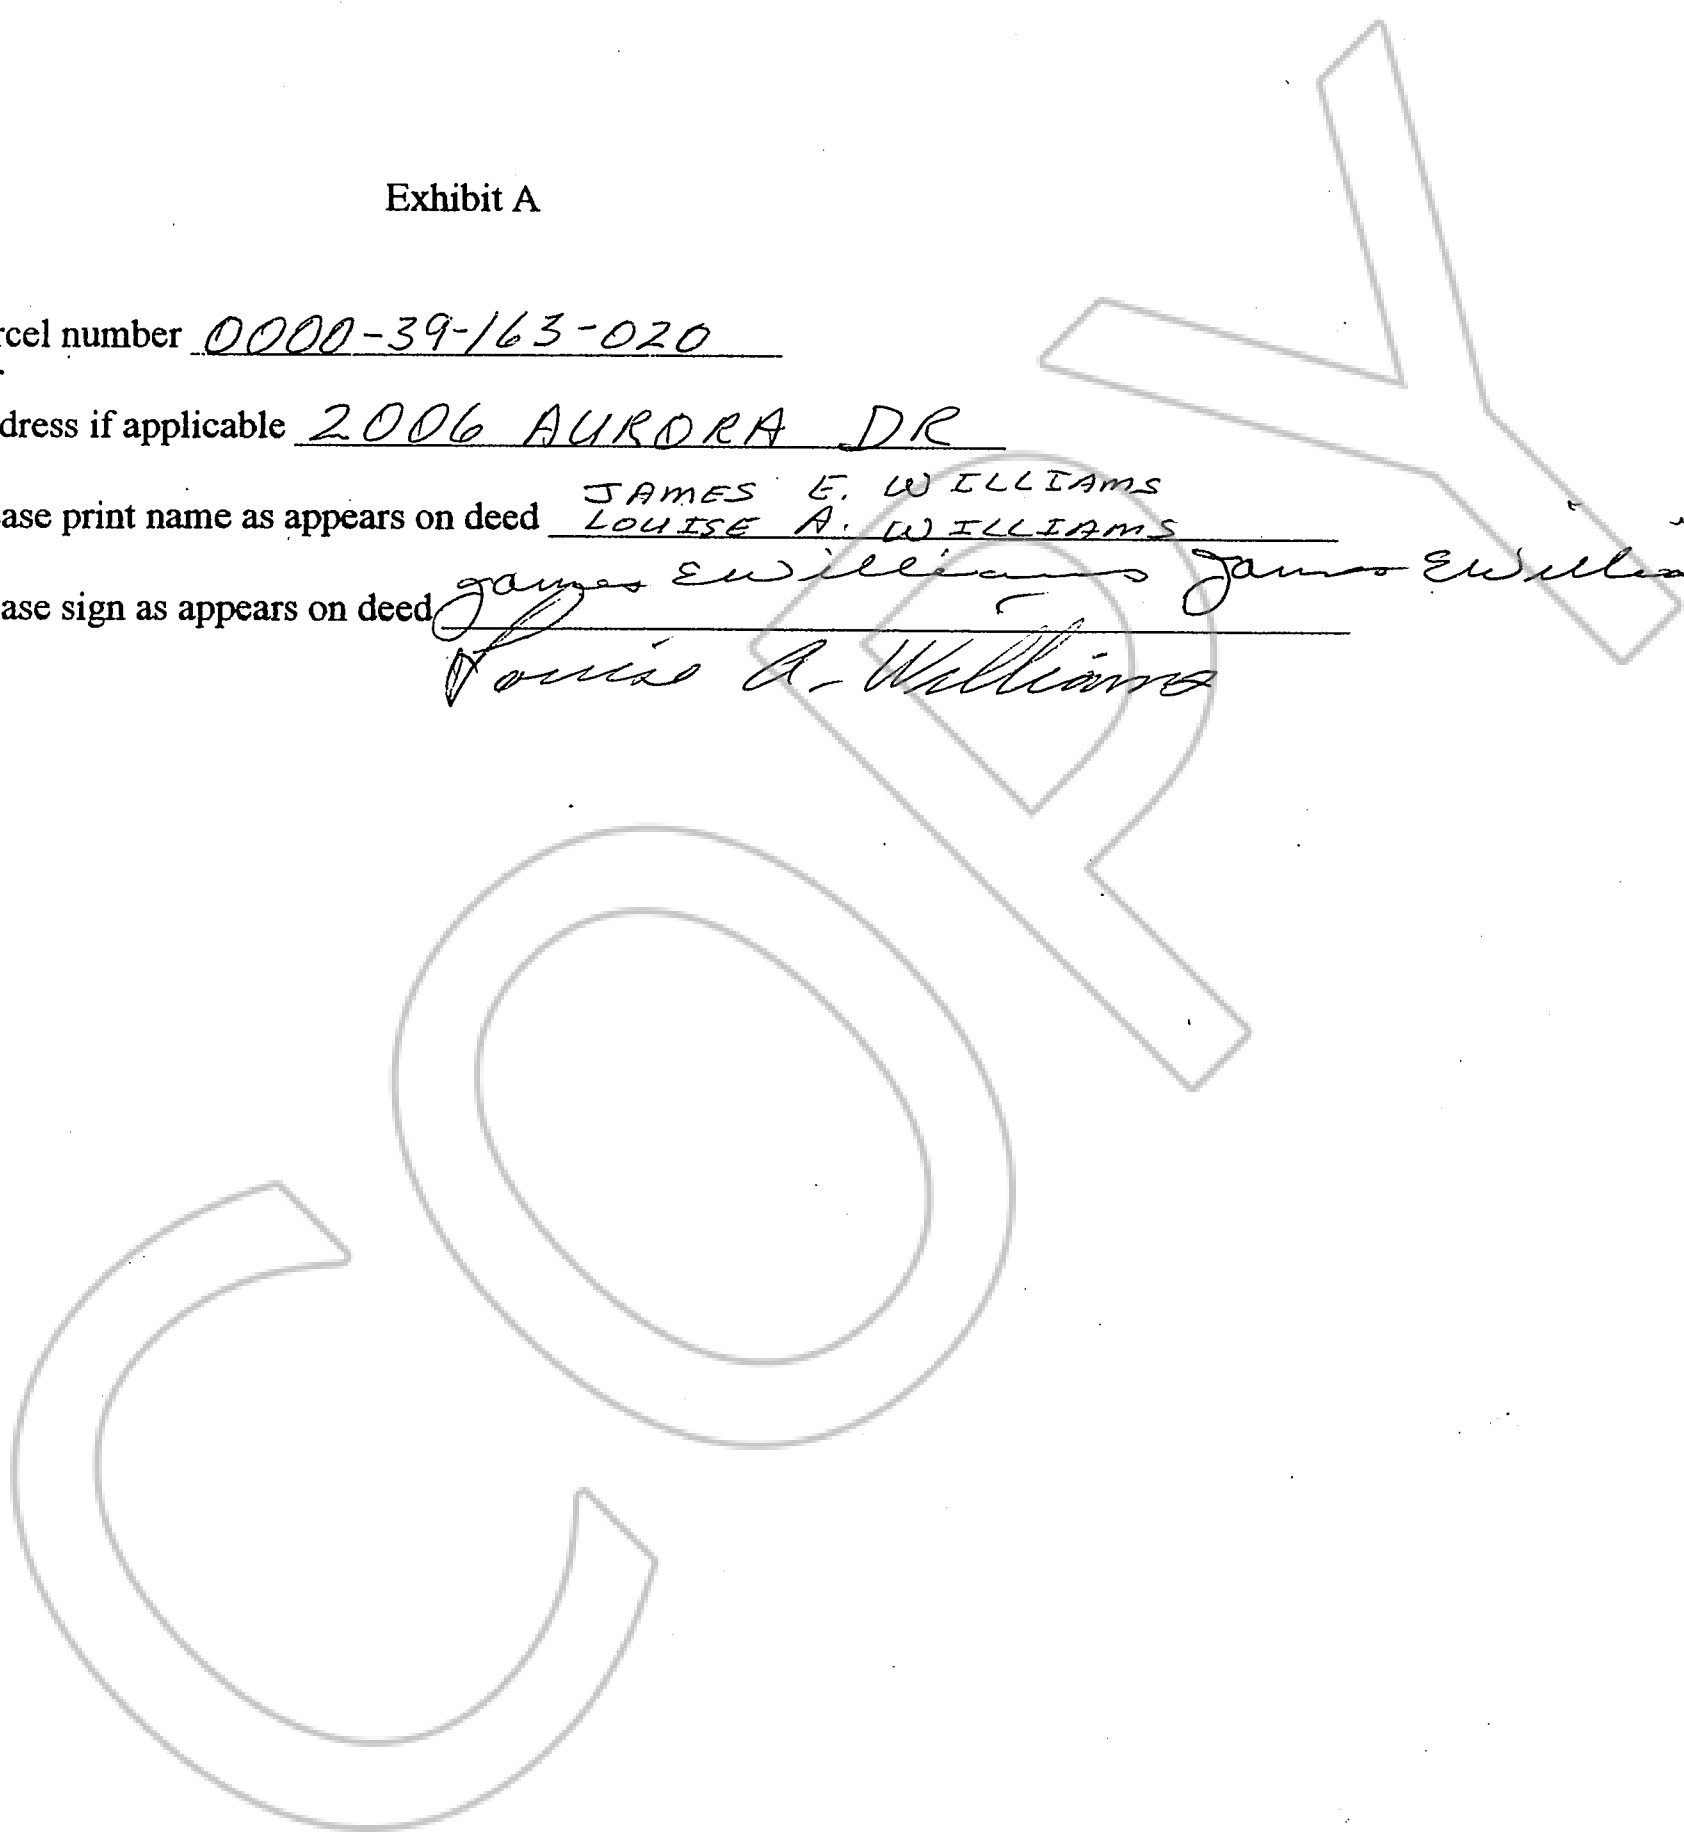 Exhibit A
rcel number 0000-39-163-020
dress if applicable 2006 AURORA DR
JAMES E. WILLIAMS
ase print name as appears on deed LOUISE A. WILLIAMS
James E Williams James E Willia
ase sign as appears on deed
Louise A. Williams
COPY